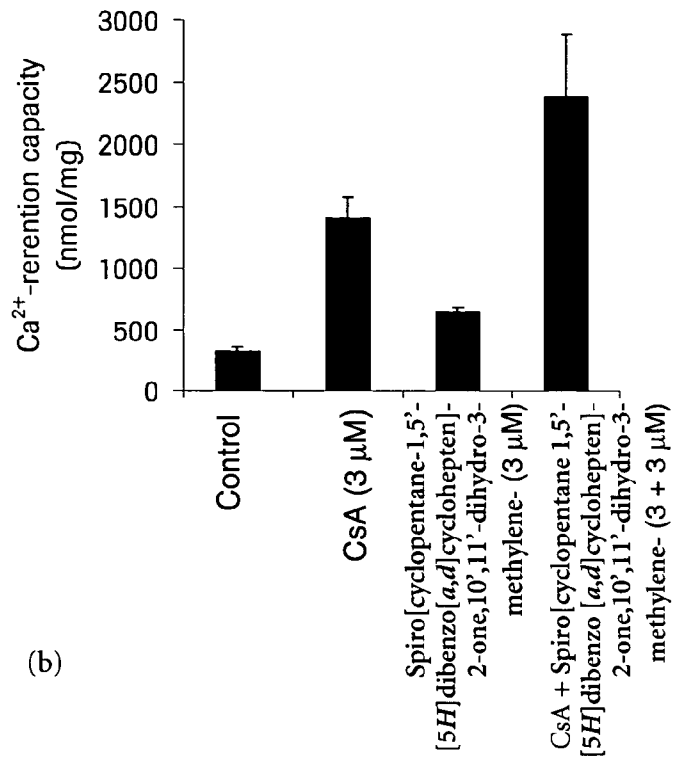 3000
2500
2000
1500
1000
500
0
Ca²⁺-rerention capacity
(nmol/mg)
Control
CsA (3 μM)
Spiro[cyclopentane-1,5'-
[5H]dibenzo[a,d]cyclohepten]-
2-one,10',11'-dihydro-3-
methylene- (3 μM)
CsA + Spiro[cyclopentane 1,5'-
[5H]dibenzo [a,d]cyclohepten]-
2-one,10',11'-dihydro-3-
methylene- (3 + 3 μM)
(b)